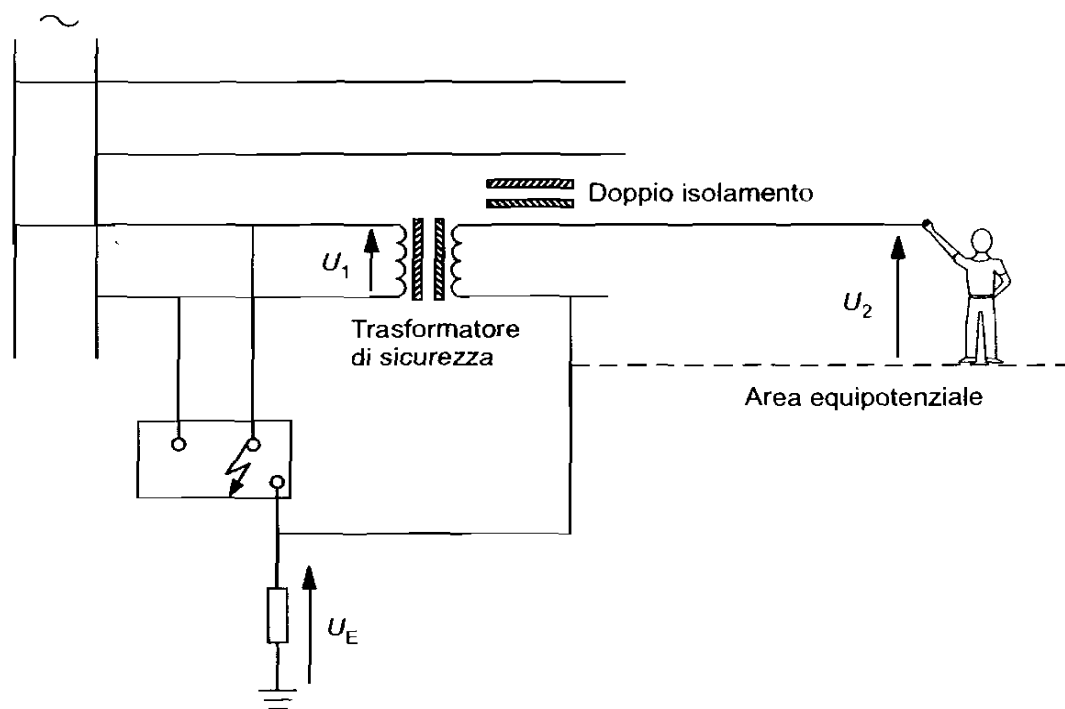 ~
Doppio isolamento
U1
Trasformatore
di sicurezza
U2
Area equipotenziale
UE